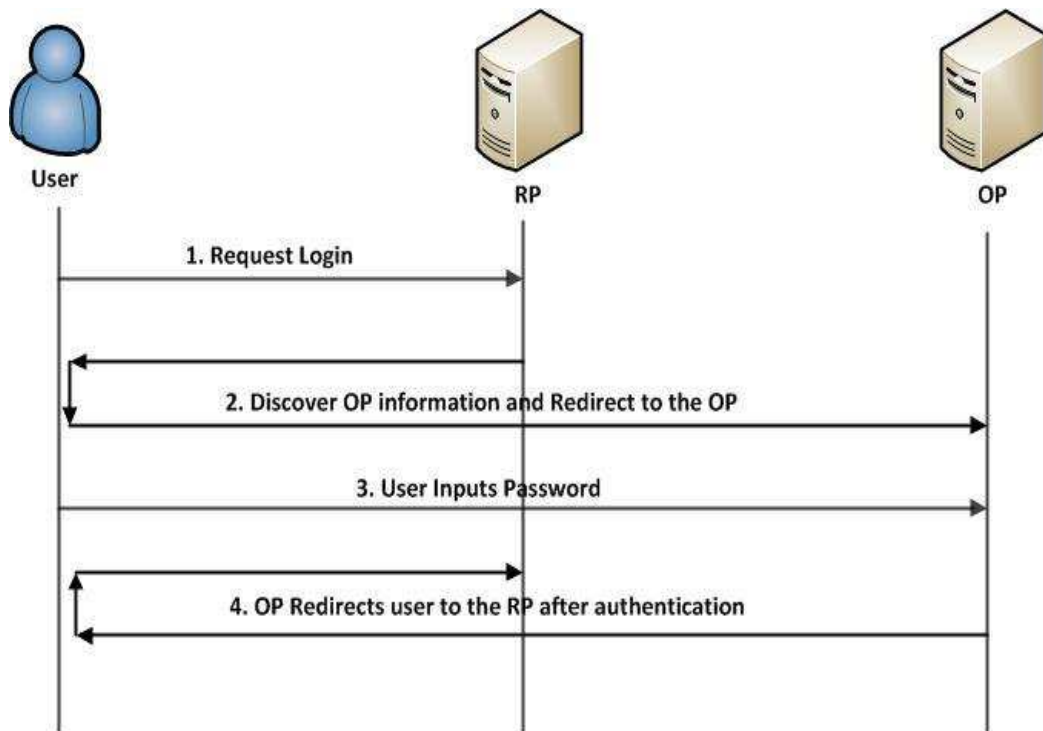 User
RP
OP
1. Request Login
2. Discover OP information and Redirect to the OP
3. User Inputs Password
4. OP Redirects user to the RP after authentication